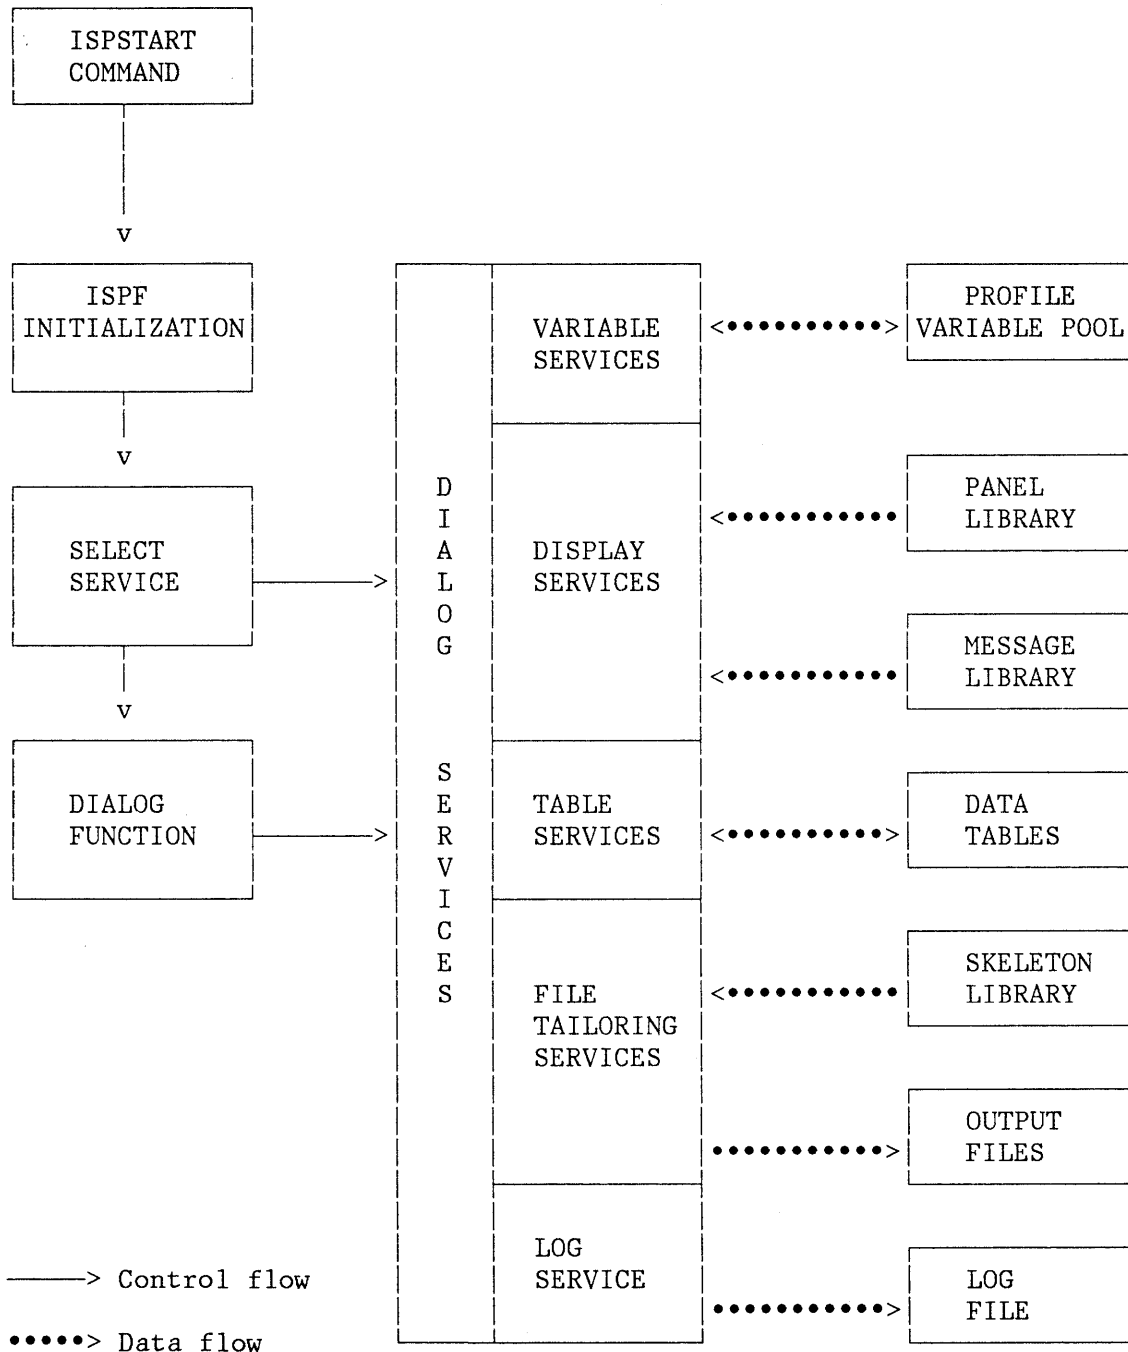 ISPSTART
COMMAND
v
ISPF
INITIALIZATION
v
SELECT
SERVICE
v
DIALOG
FUNCTION
DIALOG
SERVICES
VARIABLE
SERVICES
DISPLAY
SERVICES
TABLE
SERVICES
FILE
TAILORING
SERVICES
LOG
SERVICE
PROFILE
VARIABLE POOL
PANEL
LIBRARY
MESSAGE
LIBRARY
DATA
TABLES
SKELETON
LIBRARY
OUTPUT
FILES
LOG
FILE
Control flow
Data flow